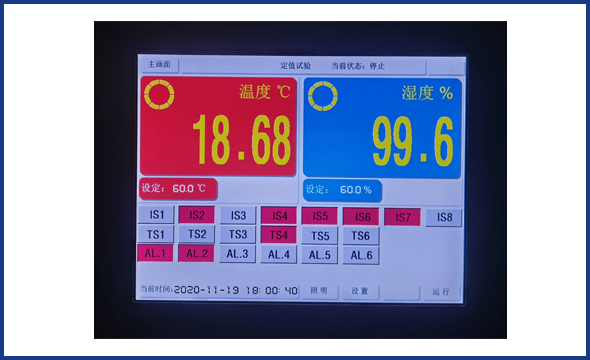 主画面 定值试验 当前状态：停止
温度 ℃
18.68
湿度 %
99.6
设定： 60.0 ℃
设定： 60.0 %
IS1 IS2 IS3 IS4 IS5 IS6 IS7 IS8
TS1 TS2 TS3 TS4 TS5 TS6
AL.1 AL.2 AL.3 AL.4 AL.5 AL.6
当前时间：2020-11-19 18:00:40 照明 设置 运行